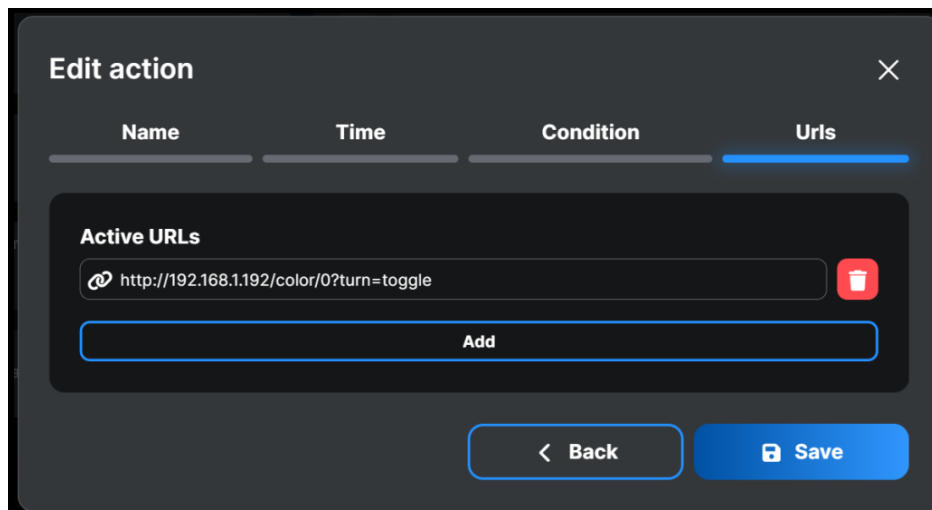 Edit action
Name Time Condition Urls
Active URLs
http://192.168.1.192/color/0?turn=toggle
Add
Back Save